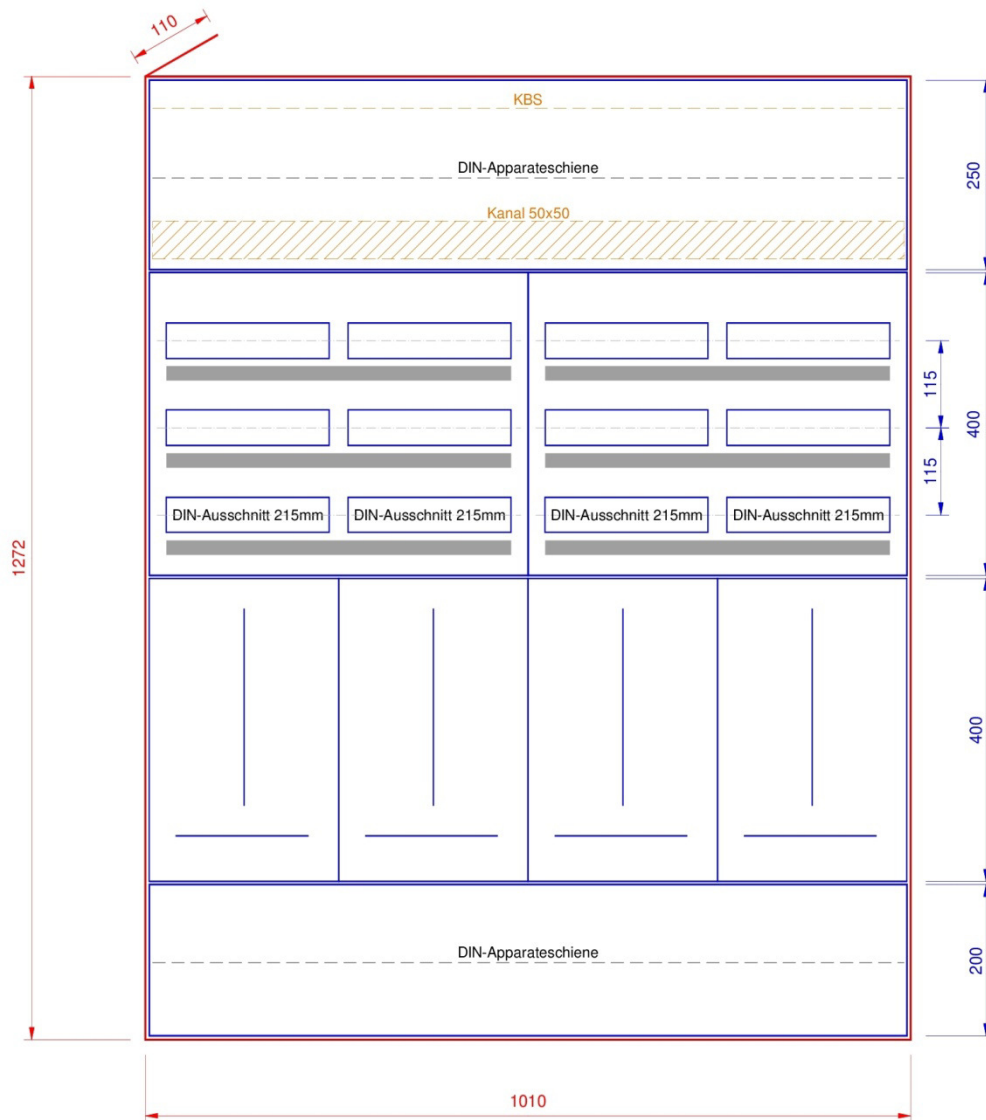 110
KBS
DIN-Apparateschiene
250
Kanal 50x50
115
400
115
DIN-Ausschnitt 215mm DIN-Ausschnitt 215mm DIN-Ausschnitt 215mm DIN-Ausschnitt 215mm
1272
400
DIN-Apparateschiene
200
1010